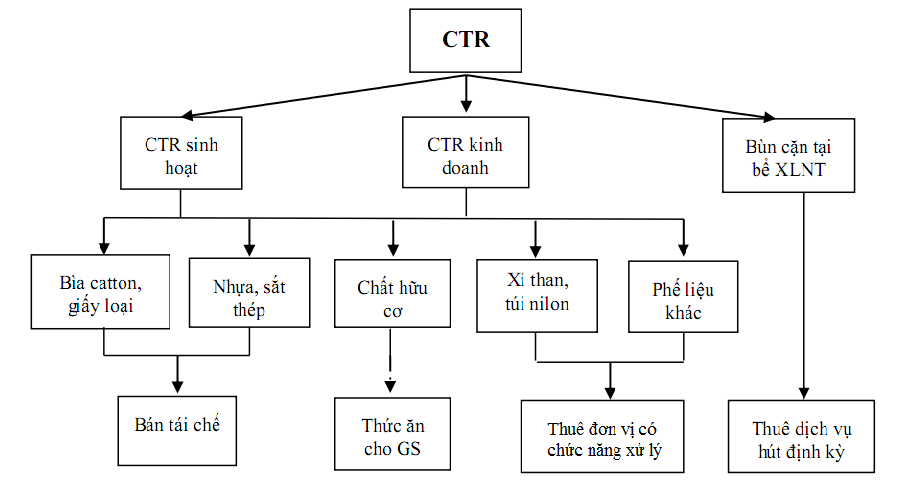 CTR
CTR sinh
hoạt
CTR kinh
doanh
Bùn cặn tại
bể XLNT
Bìa catton,
giấy loại
Nhựa, sắt
thép
Chất hữu
cơ
Xỉ than,
túi nilon
Phế liệu
khác
Bán tái chế
Thức ăn
cho GS
Thuê đơn vị có
chức năng xử lý
Thuê dịch vụ
hút định kỳ